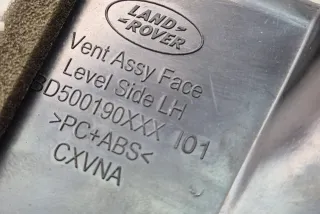 LAND-
ROVER
Vent Assy Face
Level Side LH
BD500190XXX I01
>PC+ABS<
CXVNA